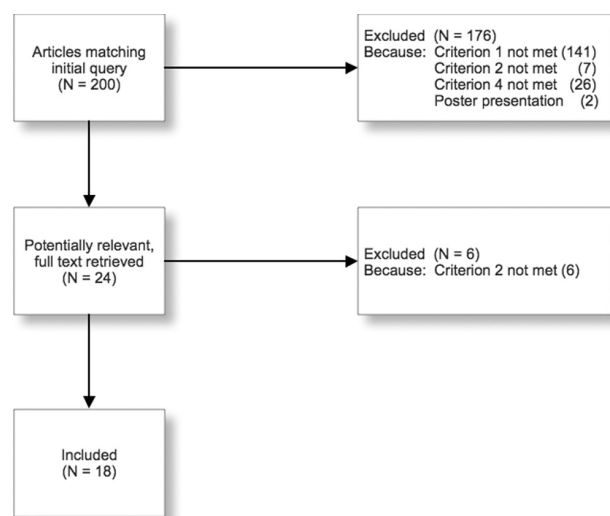 Articles matching
initial query
(N = 200)
Excluded (N = 176)
Because: Criterion 1 not met (141)
Criterion 2 not met (7)
Criterion 4 not met (26)
Poster presentation (2)
Potentially relevant,
full text retrieved
(N = 24)
Excluded (N = 6)
Because: Criterion 2 not met (6)
Included
(N = 18)